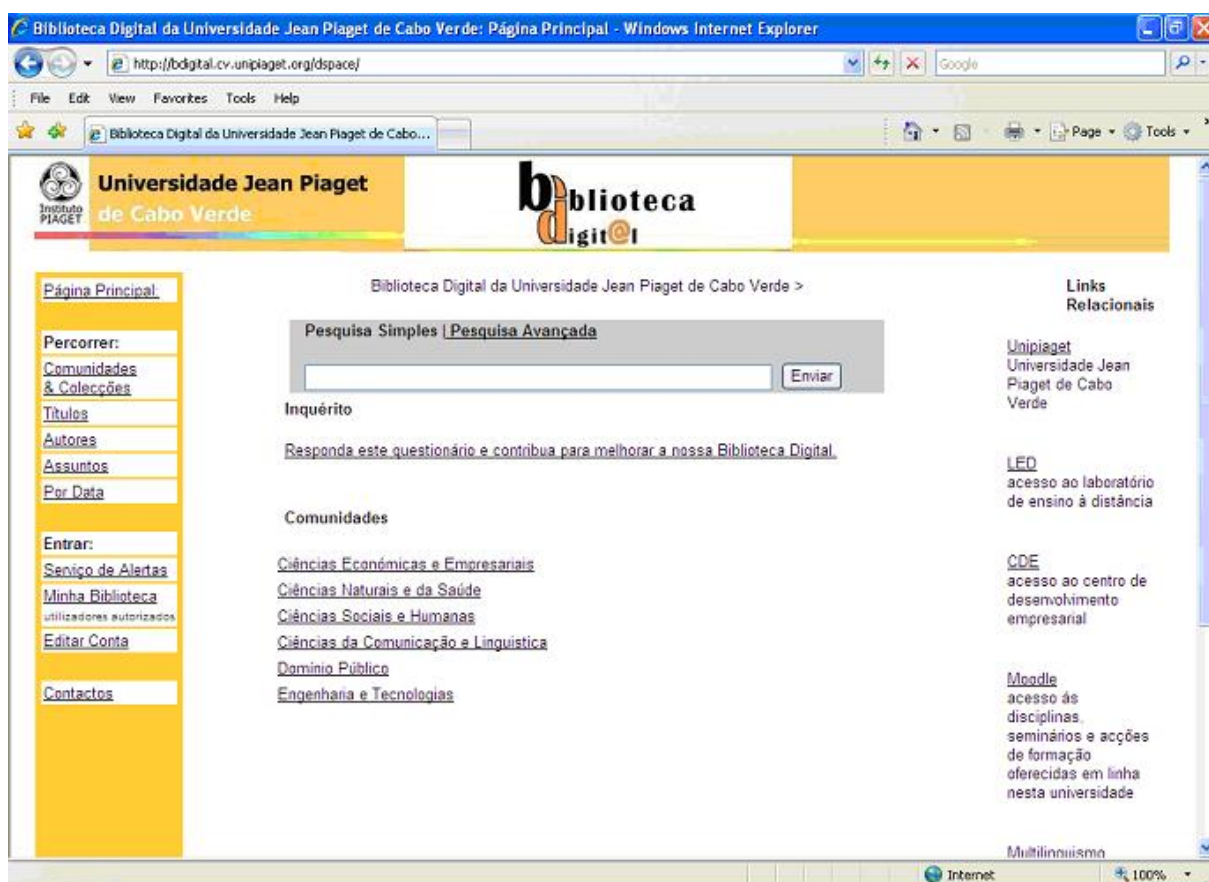 Biblioteca Digital da Universidade Jean Piaget de Cabo Verde: Página Principal - Windows Internet Explorer
http://bdigital.cv.unipiaget.org/dspace/
Google
File Edit View Favorites Tools Help
Biblioteca Digital da Universidade Jean Piaget de Cabo...
Page Tools
Instituto
PIAGET
Universidade Jean Piaget
de Cabo Verde
biblioteca
digit@l
Biblioteca Digital da Universidade Jean Piaget de Cabo Verde >
Página Principal
Percorrer:
Comunidades
& Colecções
Títulos
Autores
Assuntos
Por Data
Entrar:
Serviço de Alertas
Minha Biblioteca
utilizadores autorizados
Editar Conta
Contactos
Pesquisa Simples | Pesquisa Avançada
Enviar
Inquérito
Responda este questionário e contribua para melhorar a nossa Biblioteca Digital.
Comunidades
Ciências Económicas e Empresariais
Ciências Naturais e da Saúde
Ciências Sociais e Humanas
Ciências da Comunicação e Linguistica
Domínio Público
Engenharia e Tecnologias
Links
Relacionais
Unipiaget
Universidade Jean
Piaget de Cabo
Verde
LED
acesso ao laboratório
de ensino à distância
CDE
acesso ao centro de
desenvolvimento
empresarial
Moodle
acesso ás
disciplinas,
seminários e acções
de formação
oferecidas em linha
nesta universidade
Multilinguismo
Internet
100%